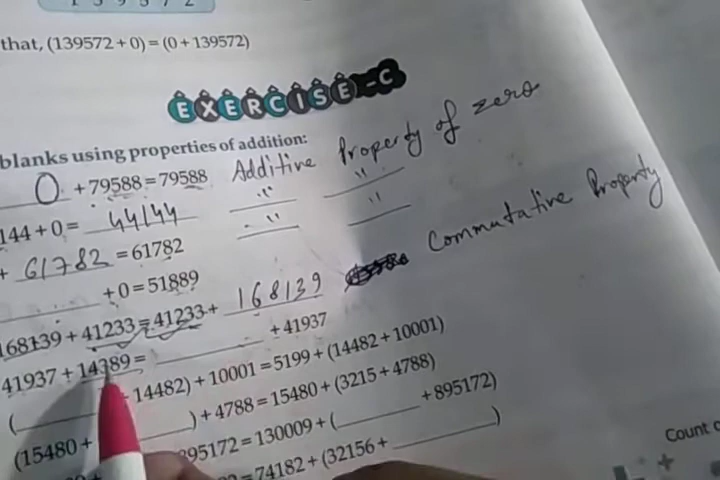 that, (139572 + 0) = (0 + 139572)
EXERCISE-C
blanks using properties of addition:
0 + 79588 = 79588 Additive Property of zero
144 + 0 = 44144 " "
+ 61782 = 61782 " "
+ 0 = 51889
168139 + 41233 = 41233 + 168139 Commutative Property
41937 + 14389 = + 41937
( 14482) + 10001 = 5199 + (14482 + 10001)
(15480 + ) + 4788 = 15480 + (3215 + 4788)
895172 = 130009 + ( + 895172)
= 74182 + (32156 + )
Count